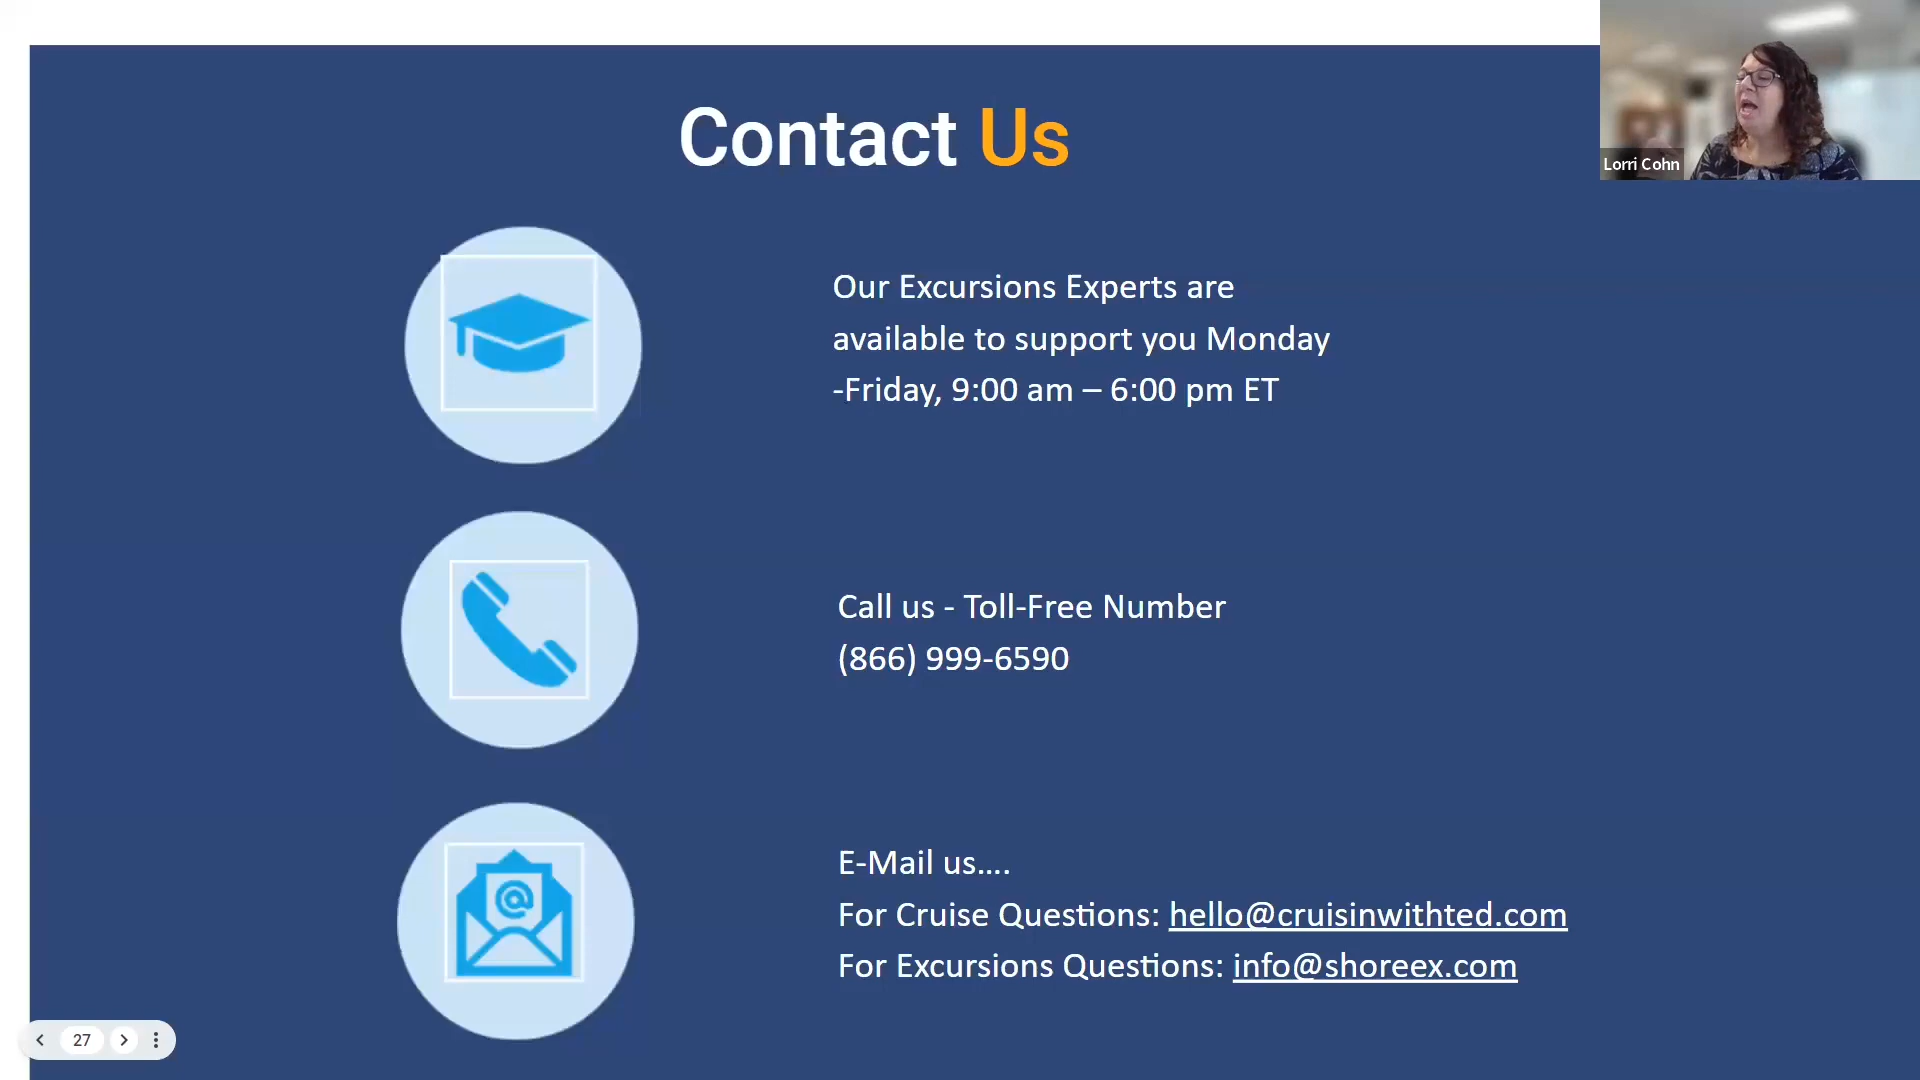 Contact Us
Lorri Cohn
Our Excursions Experts are
available to support you Monday
-Friday, 9:00 am – 6:00 pm ET
Call us - Toll-Free Number
(866) 999-6590
E-Mail us....
For Cruise Questions: hello@cruisinwithted.com
For Excursions Questions: info@shoreex.com
27